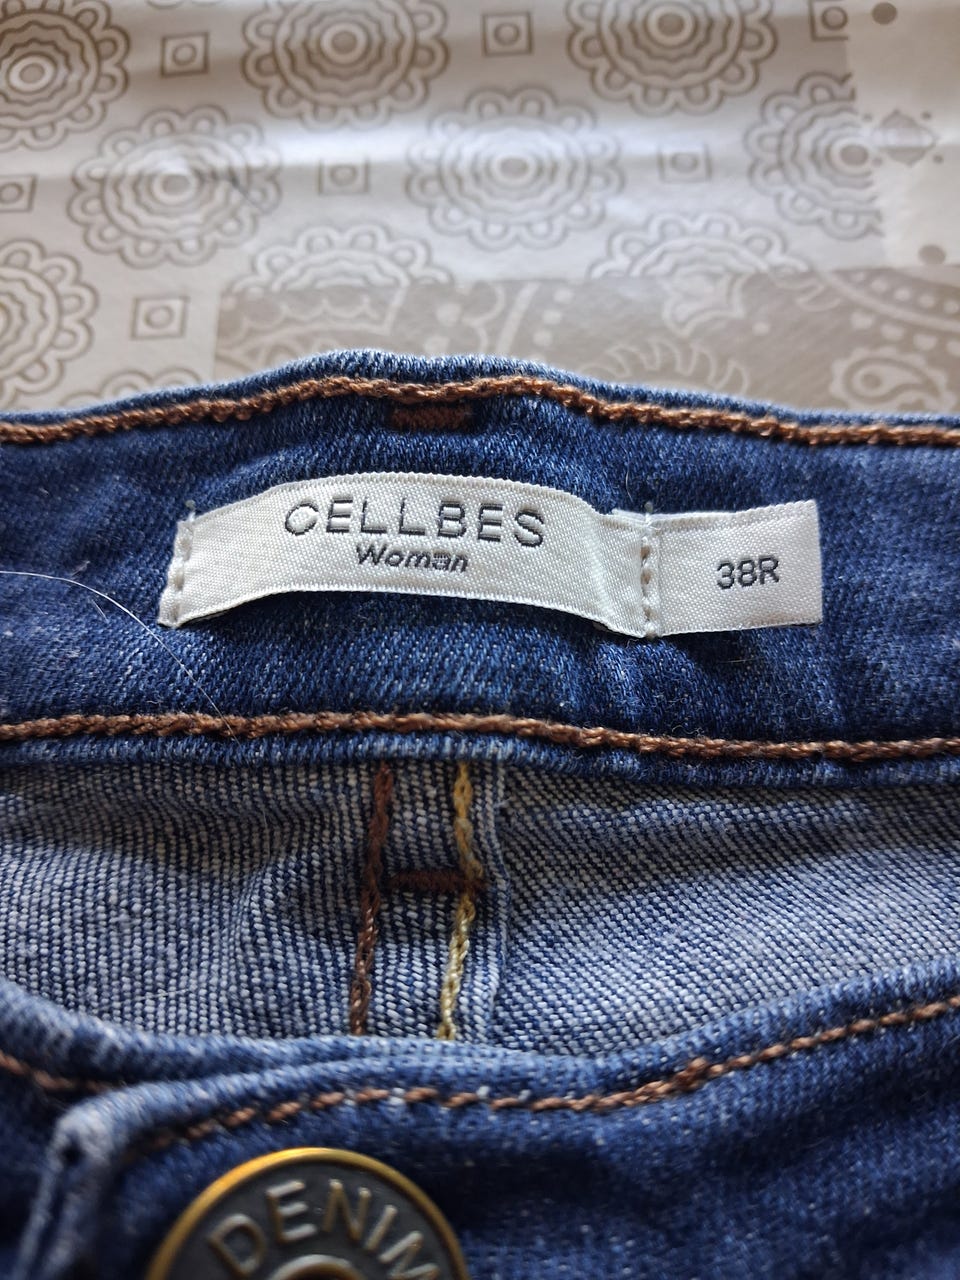 CELLBES
Woman
38R
DENIM